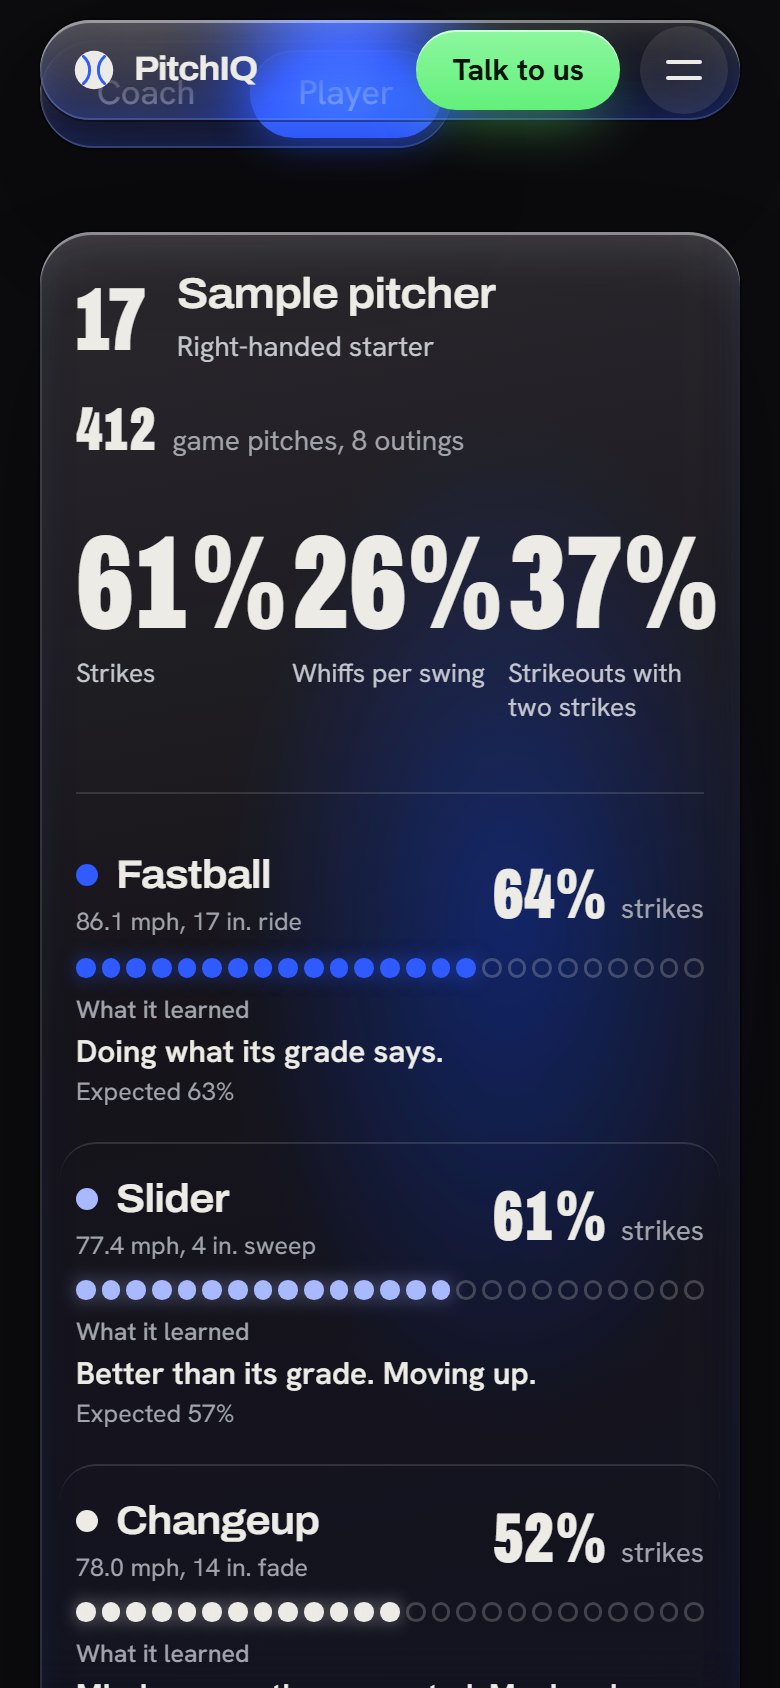 PitchIQ
Talk to us
Coach
Player
17
Sample pitcher
Right-handed starter
412 game pitches, 8 outings
61% 26% 37%
Strikes
Whiffs per swing
Strikeouts with
two strikes
Fastball
64% strikes
86.1 mph, 17 in. ride
What it learned
Doing what its grade says.
Expected 63%
Slider
61% strikes
77.4 mph, 4 in. sweep
What it learned
Better than its grade. Moving up.
Expected 57%
Changeup
52% strikes
78.0 mph, 14 in. fade
What it learned